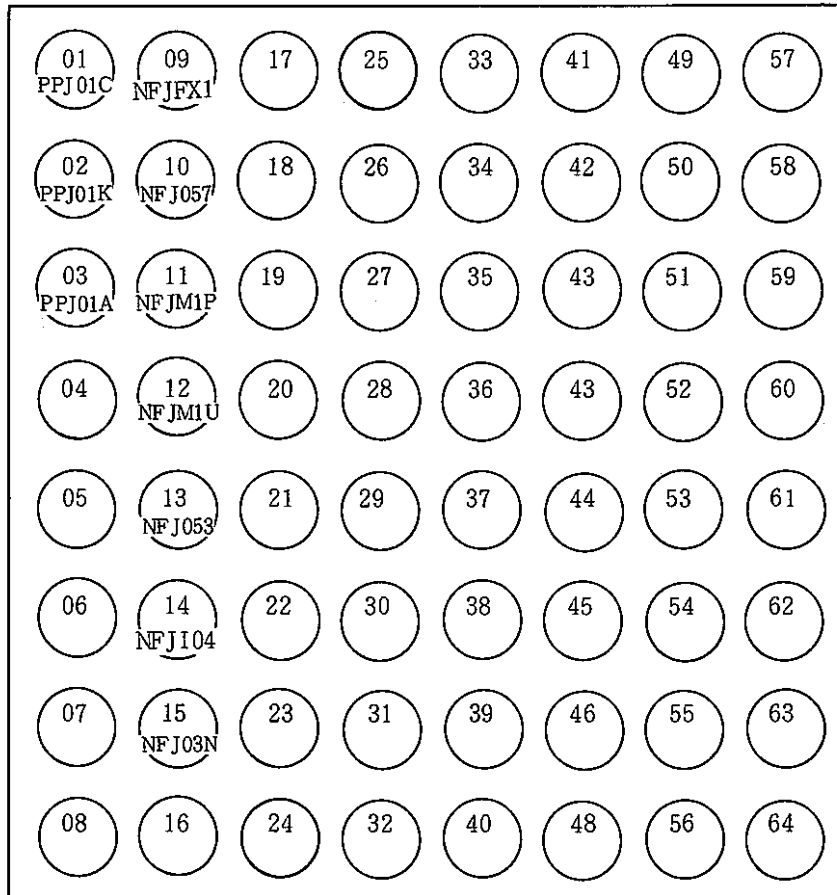 01 09 17 25 33 41 49 57
PPJ01C NFJFX1
02 10 18 26 34 42 50 58
PPJ01K NFJ057
03 11 19 27 35 43 51 59
PPJ01A NFJM1P
04 12 20 28 36 43 52 60
NFJM1U
05 13 21 29 37 44 53 61
NFJ053
06 14 22 30 38 45 54 62
NFJI04
07 15 23 31 39 46 55 63
NFJ03N
08 16 24 32 40 48 56 64